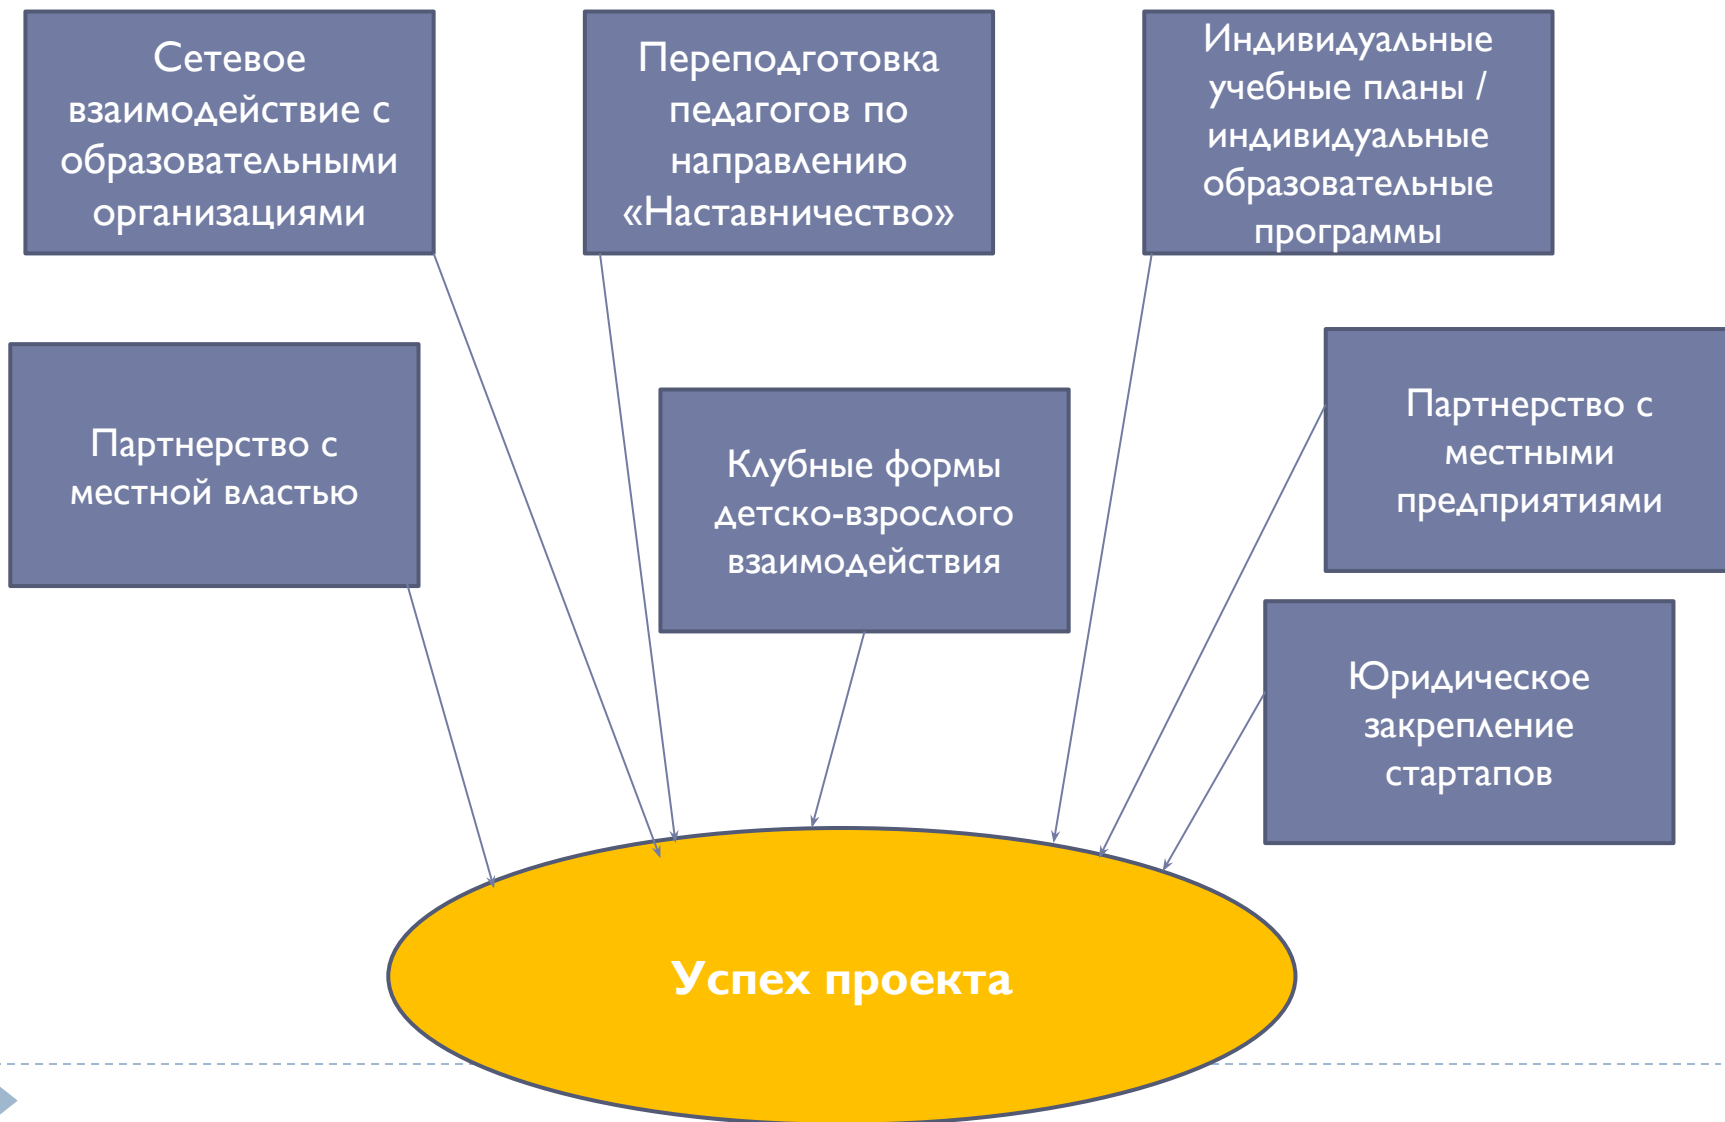 Сетевое
взаимодействие с
образовательными
организациями
Переподготовка
педагогов по
направлению
«Наставничество»
Индивидуальные
учебные планы /
индивидуальные
образовательные
программы
Партнерство с
местной властью
Клубные формы
детско-взрослого
взаимодействия
Партнерство с
местными
предприятиями
Юридическое
закрепление
стартапов
Успех проекта